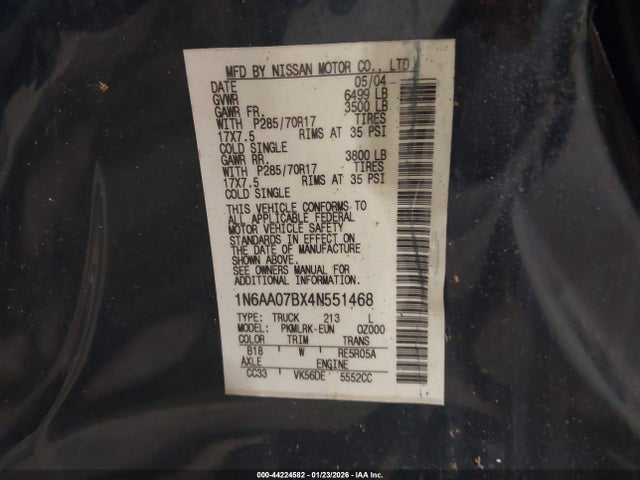 MFD BY NISSAN MOTOR CO., LTD
DATE 05/04
GVWR 6499 LB
GAWR FR. 3500 LB
WITH P285/70R17 TIRES
17X7.5 RIMS AT 35 PSI
COLD SINGLE
GAWR RR. 3800 LB
WITH P285/70R17 TIRES
17X7.5 RIMS AT 35 PSI
COLD SINGLE
THIS VEHICLE CONFORMS TO
ALL APPLICABLE FEDERAL
MOTOR VEHICLE SAFETY
STANDARDS IN EFFECT ON
THE DATE OF MANUFACTURE
SHOWN ABOVE.
SEE OWNERS MANUAL FOR
ADDITIONAL INFORMATION.
1N6AA07BX4N551468
TYPE: TRUCK 213 L
MODEL: PKMLRK-EUN 0Z000
COLOR TRIM TRANS
B18 W RE5R05A
AXLE ENGINE
CC33 VK56DE 5552CC
000-44224582 - 01/23/2026 - IAA Inc.